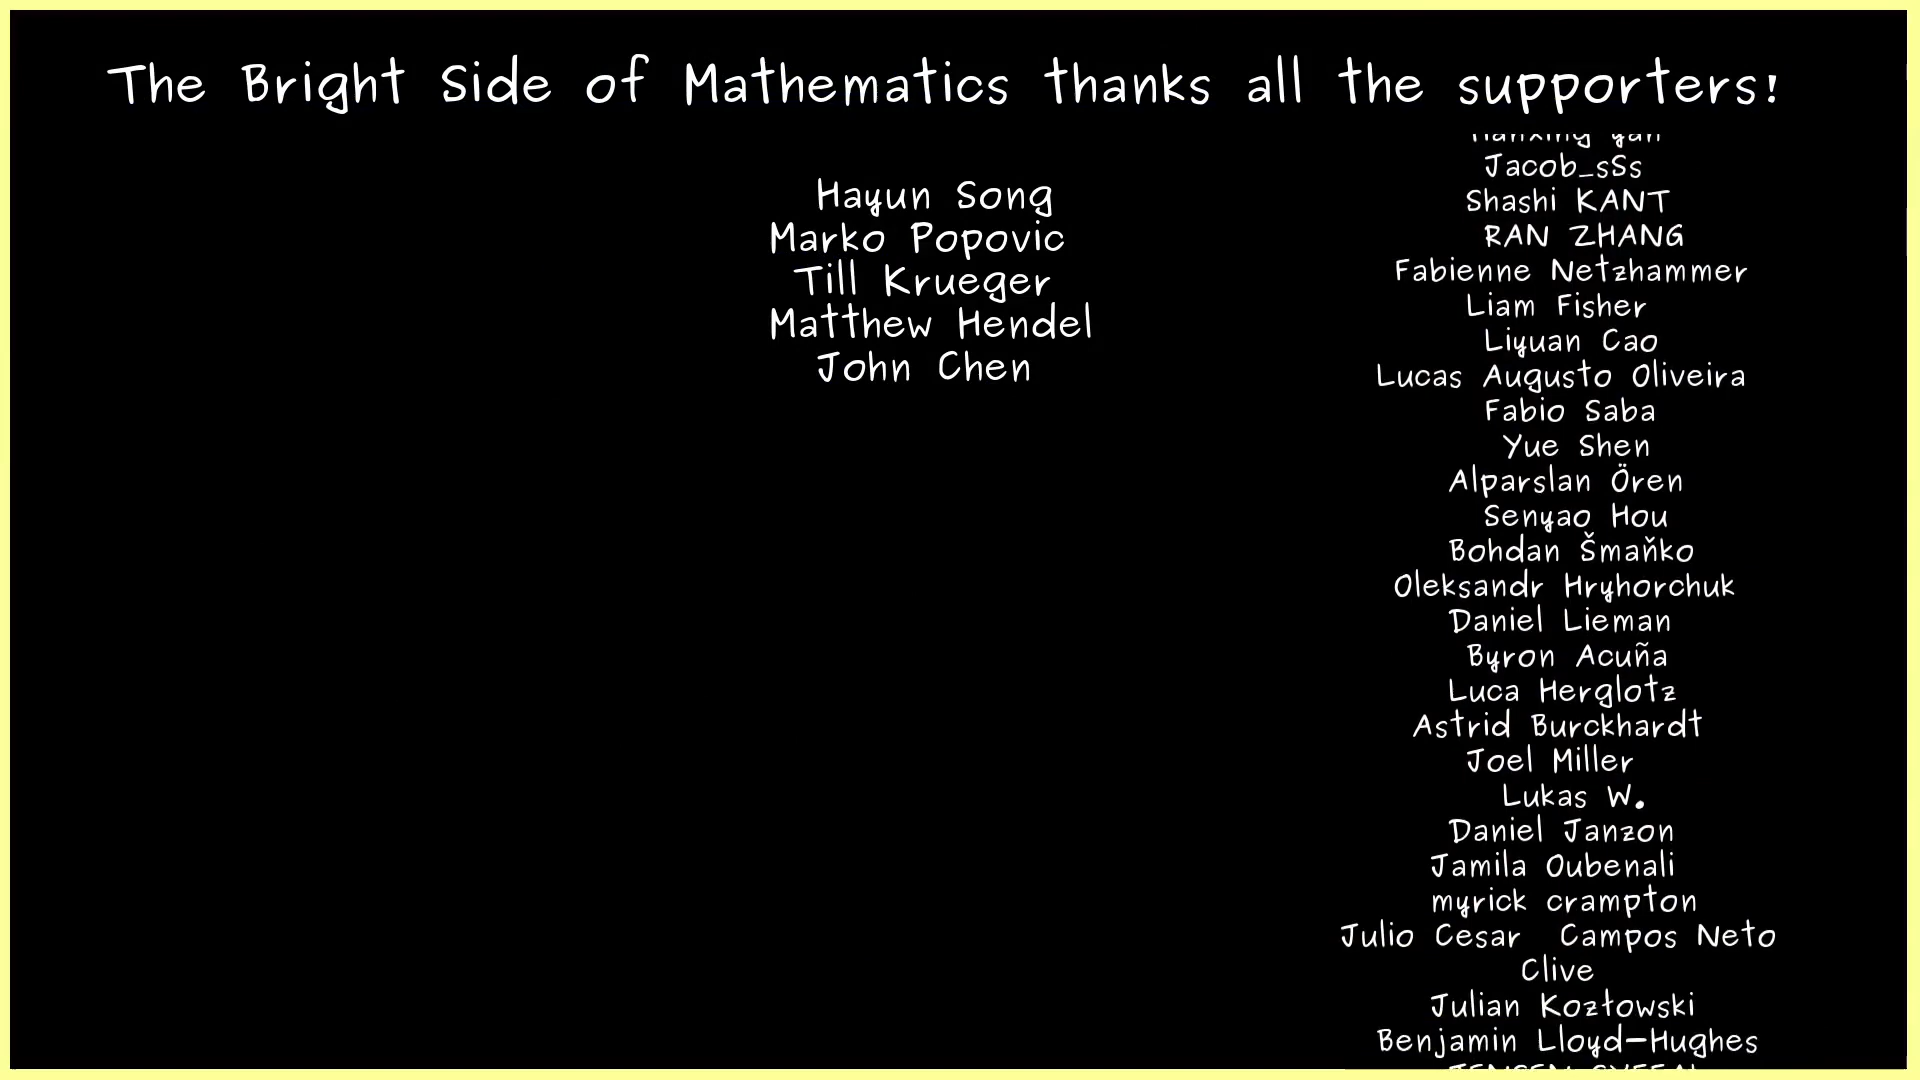 The Bright Side of Mathematics thanks all the supporters!
Hayun Song
Marko Popovic
Till Krueger
Matthew Hendel
John Chen
Jacob_sSs
Shashi KANT
RAN ZHANG
Fabienne Netzhammer
Liam Fisher
Liyuan Cao
Lucas Augusto Oliveira
Fabio Saba
Yue Shen
Alparslan Ören
Senyao Hou
Bohdan Šmaňko
Oleksandr Hryhorchuk
Daniel Lieman
Byron Acuña
Luca Herglotz
Astrid Burckhardt
Joel Miller
Lukas W.
Daniel Janzon
Jamila Oubenali
myrick crampton
Julio Cesar  Campos Neto
Clive
Julian Kozłowski
Benjamin Lloyd-Hughes